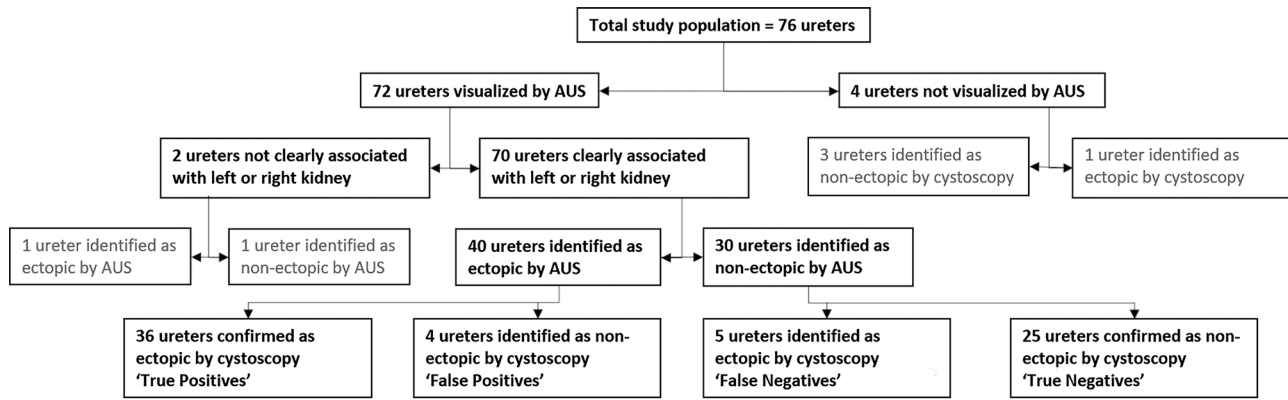 Total study population = 76 ureters
72 ureters visualized by AUS
4 ureters not visualized by AUS
2 ureters not clearly associated
with left or right kidney
70 ureters clearly associated
with left or right kidney
3 ureters identified as
non-ectopic by cystoscopy
1 ureter identified as
ectopic by cystoscopy
1 ureter identified as
ectopic by AUS
1 ureter identified as
non-ectopic by AUS
40 ureters identified as
ectopic by AUS
30 ureters identified as
non-ectopic by AUS
36 ureters confirmed as
ectopic by cystoscopy
‘True Positives’
4 ureters identified as non-
ectopic by cystoscopy
‘False Positives’
5 ureters identified as
ectopic by cystoscopy
‘False Negatives’
25 ureters confirmed as non-
ectopic by cystoscopy
‘True Negatives’